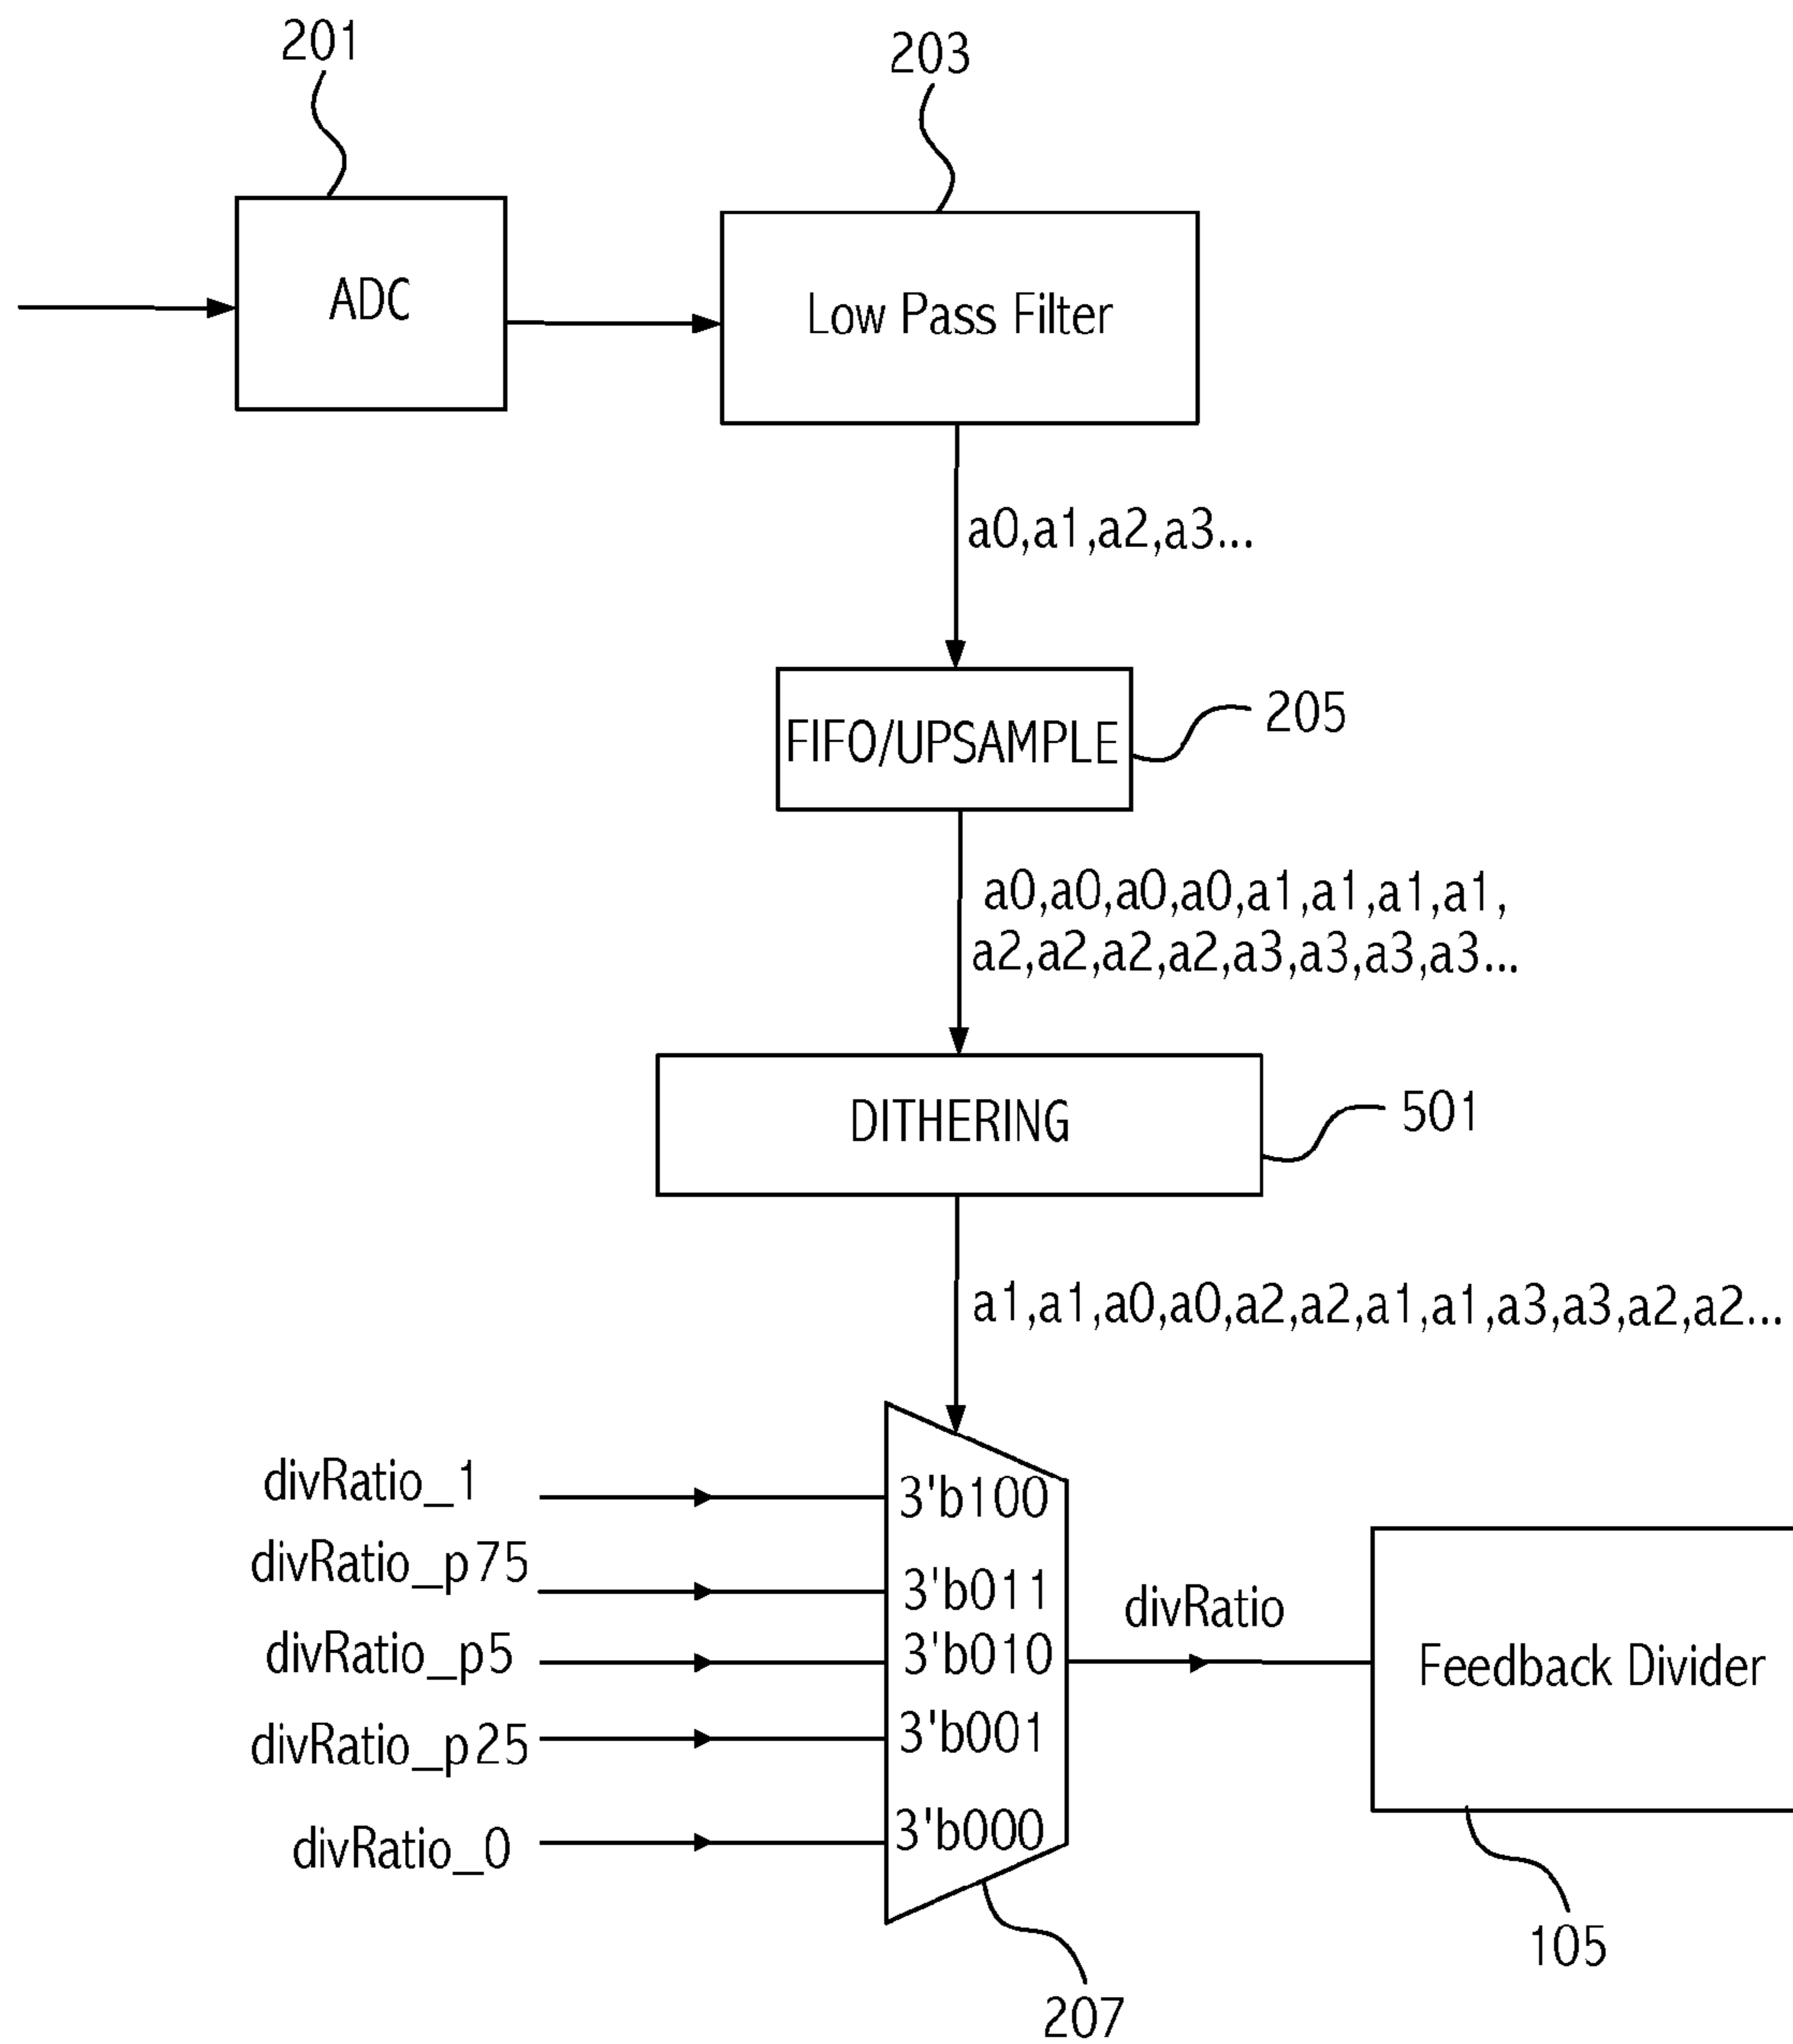 201
203
ADC
Low Pass Filter
a0,a1,a2,a3...
FIFO/UPSAMPLE
205
a0,a0,a0,a0,a1,a1,a1,a1,
a2,a2,a2,a2,a3,a3,a3,a3...
DITHERING
501
a1,a1,a0,a0,a2,a2,a1,a1,a3,a3,a2,a2...
divRatio_1
3'b100
divRatio_p75
3'b011
divRatio
divRatio_p5
3'b010
Feedback Divider
divRatio_p25
3'b001
divRatio_0
3'b000
105
207